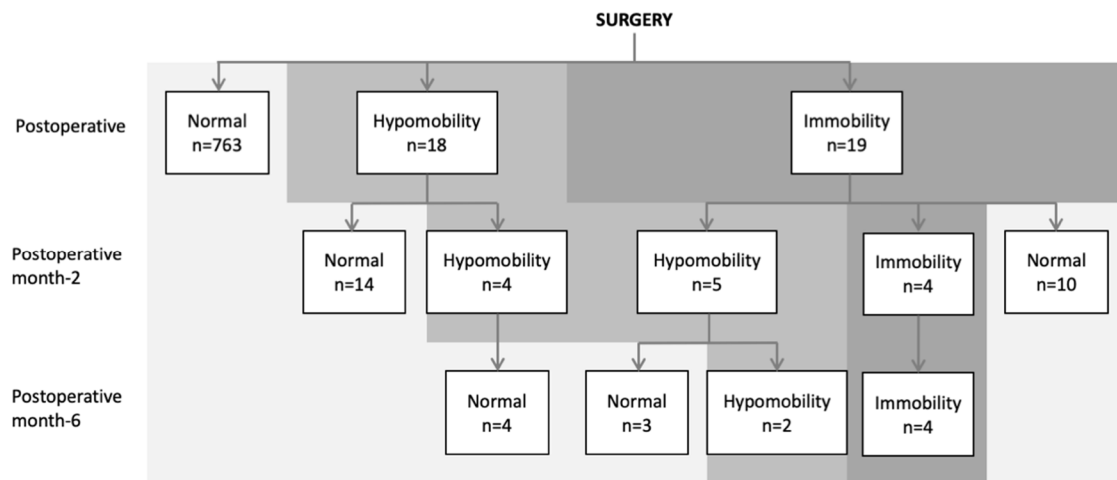 SURGERY
Postoperative
Normal
n=763
Hypomobility
n=18
Immobility
n=19
Postoperative
month-2
Normal
n=14
Hypomobility
n=4
Hypomobility
n=5
Immobility
n=4
Normal
n=10
Postoperative
month-6
Normal
n=4
Normal
n=3
Hypomobility
n=2
Immobility
n=4